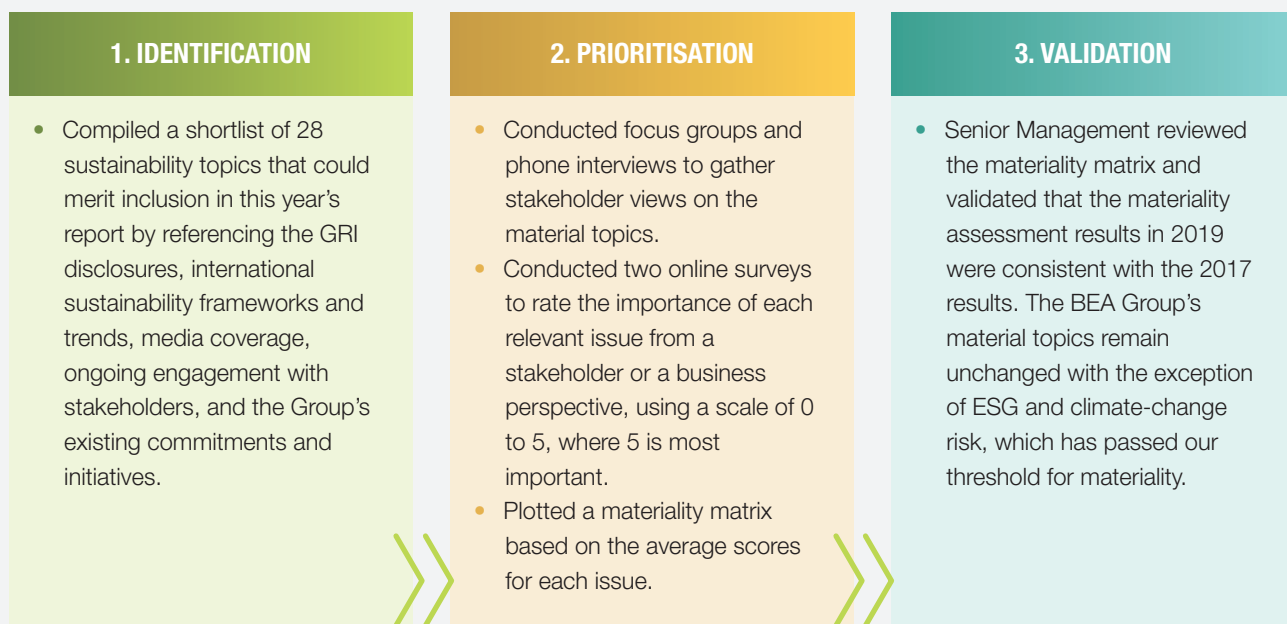 1. IDENTIFICATION
• Compiled a shortlist of 28
sustainability topics that could
merit inclusion in this year's
report by referencing the GRI
disclosures, international
sustainability frameworks and
trends, media coverage,
ongoing engagement with
stakeholders, and the Group's
existing commitments and
initiatives.
2. PRIORITISATION
• Conducted focus groups and
phone interviews to gather
stakeholder views on the
material topics.
• Conducted two online surveys
to rate the importance of each
relevant issue from a
stakeholder or a business
perspective, using a scale of 0
to 5, where 5 is most
important.
• Plotted a materiality matrix
based on the average scores
for each issue.
3. VALIDATION
• Senior Management reviewed
the materiality matrix and
validated that the materiality
assessment results in 2019
were consistent with the 2017
results. The BEA Group's
material topics remain
unchanged with the exception
of ESG and climate-change
risk, which has passed our
threshold for materiality.